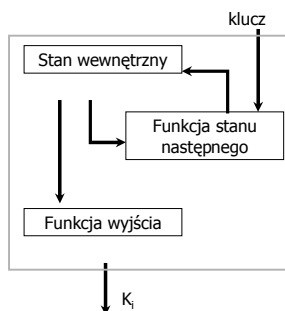 klucz
Stan wewnętrzny
Funkcja stanu
następnego
Funkcja wyjścia
Ki